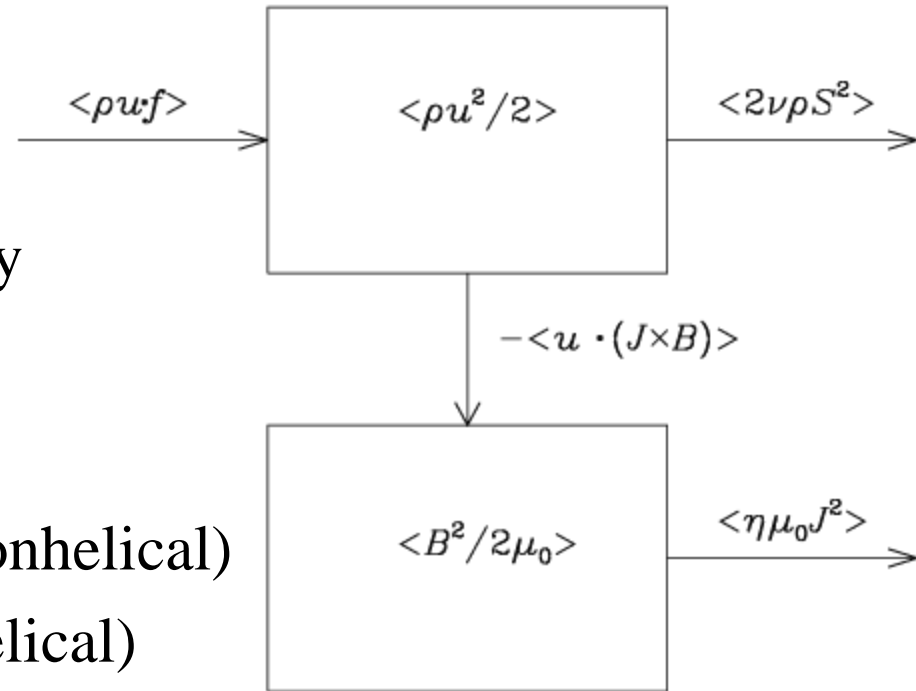 <ρu·f>
<ρu²/2>
<2νρS²>
y
−<u·(J×B)>
onhelical)
<B²/2μ₀>
<ημ₀J²>
elical)